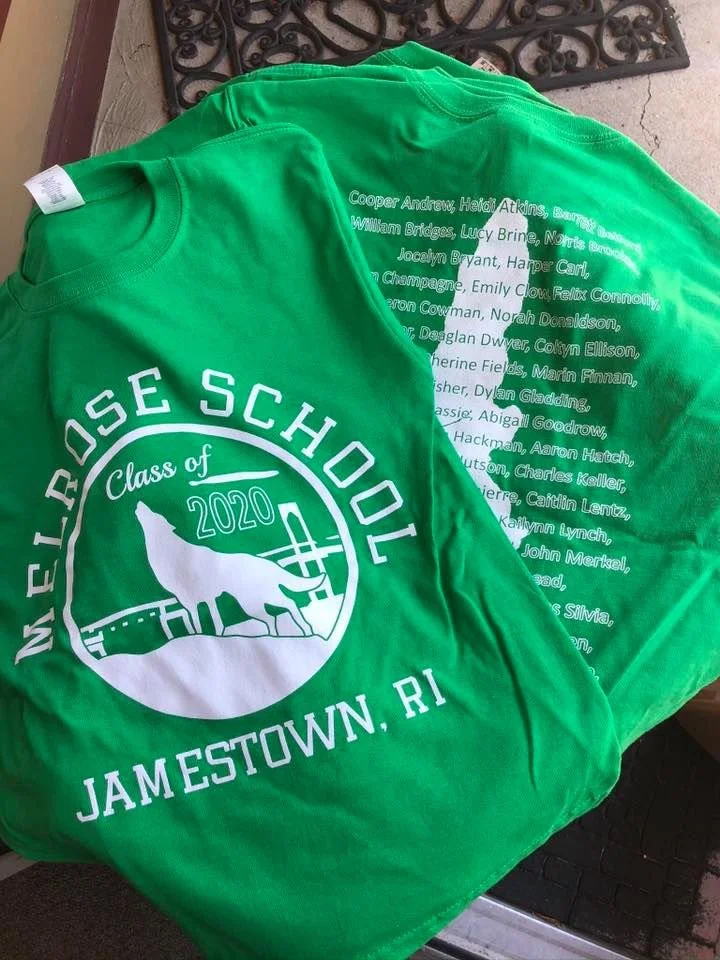 MELROSE SCHOOL
Class of
2020
JAMESTOWN, RI
Cooper Andrew, Heidi Atkins,
William Bridges, Lucy Brine, Norris
Jocelyn Bryant, Harper Carl,
Champagne, Emily Clow, Felix Connolly,
Cowman, Norah Donaldson,
Deaglan Dwyer, Coltyn Ellison,
Fields, Marin Finnan,
Dylan Gladding,
Abigail Goodrow,
Hackman, Aaron Hatch,
Charles Keller,
Caitlin Lentz,
Kailynn Lynch,
John Merkel,
Silvia,